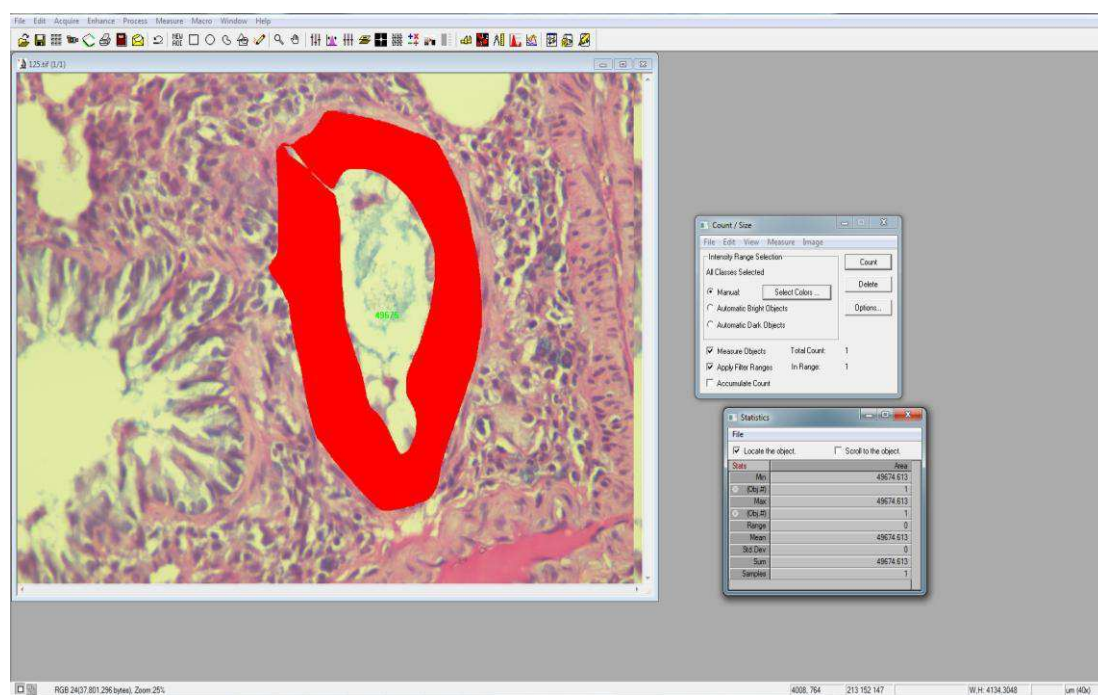 File Edit Acquire Enhance Process Measure Macro Window Help
NEW AOI
125.tif (1/1)
49675
Count / Size
File Edit View Measure Image
Intensity Range Selection
All Classes Selected
Manual: Select Colors ...
Automatic Bright Objects
Automatic Dark Objects
Measure Objects Total Count: 1
Apply Filter Ranges In Range: 1
Accumulate Count
Count
Delete
Options...
Statistics
File
Locate the object. Scroll to the object.
Stats Area
Min 49674.613
(Obj.#) 1
Max 49674.613
(Obj.#) 1
Range 0
Mean 49674.613
Std.Dev 0
Sum 49674.613
Samples 1
RGB 24(37,801,296 bytes), Zoom:25% 4008, 764 213 152 147 W,H: 4134,3048 um (40x)